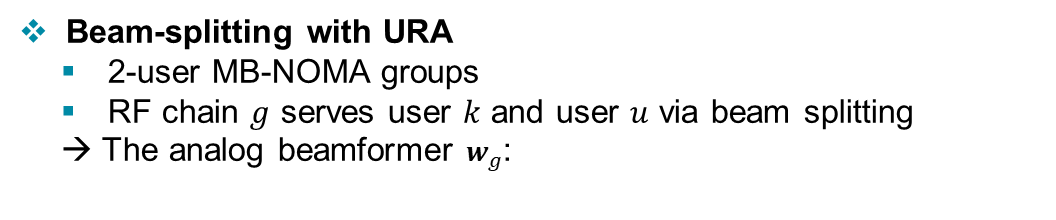 ❖ Beam-splitting with URA
▪ 2-user MB-NOMA groups
▪ RF chain g serves user k and user u via beam splitting
→ The analog beamformer w_g: